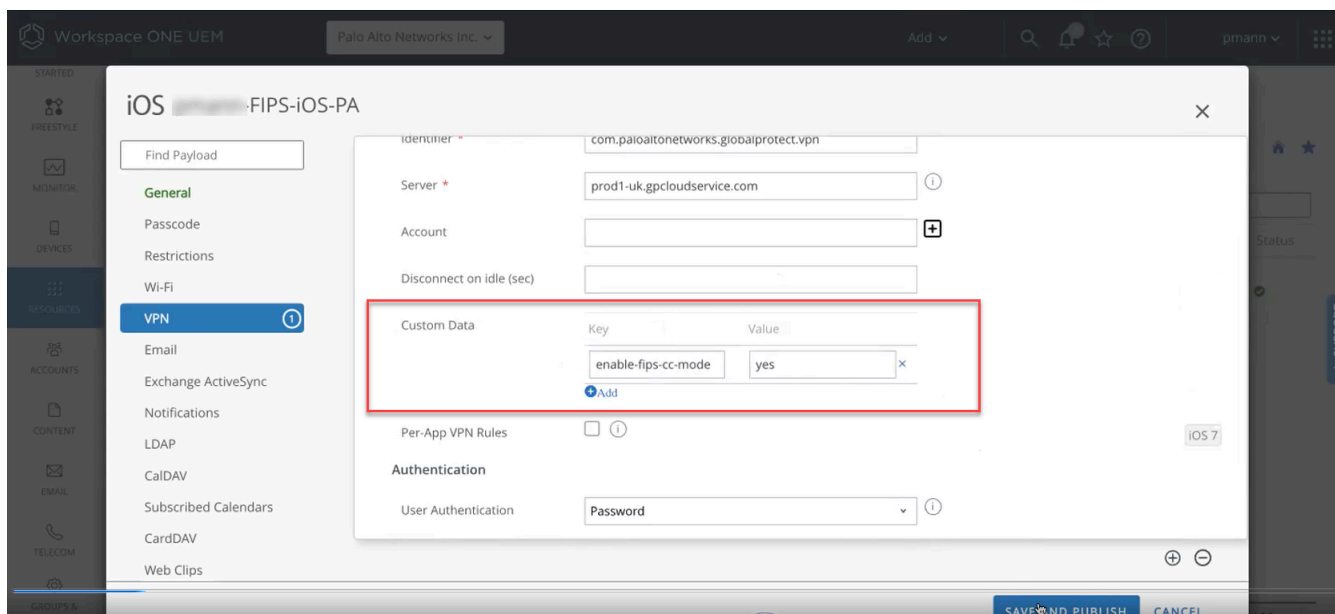 Workspace ONE UEM
Palo Alto Networks Inc.
Add
pmann
STARTED
FREESTYLE
MONITOR
DEVICES
RESOURCES
ACCOUNTS
CONTENT
EMAIL
TELECOM
GROUPS &
Status
iOS
-FIPS-iOS-PA
Find Payload
General
Passcode
Restrictions
Wi-Fi
VPN 1
Email
Exchange ActiveSync
Notifications
LDAP
CalDAV
Subscribed Calendars
CardDAV
Web Clips
Identifier * com.paloaltonetworks.globalprotect.vpn
Server * prod1-uk.gpcloudservice.com
Account
Disconnect on idle (sec)
Custom Data
Key Value
enable-fips-cc-mode yes
Add
Per-App VPN Rules
iOS 7
Authentication
User Authentication Password
SAVE AND PUBLISH CANCEL